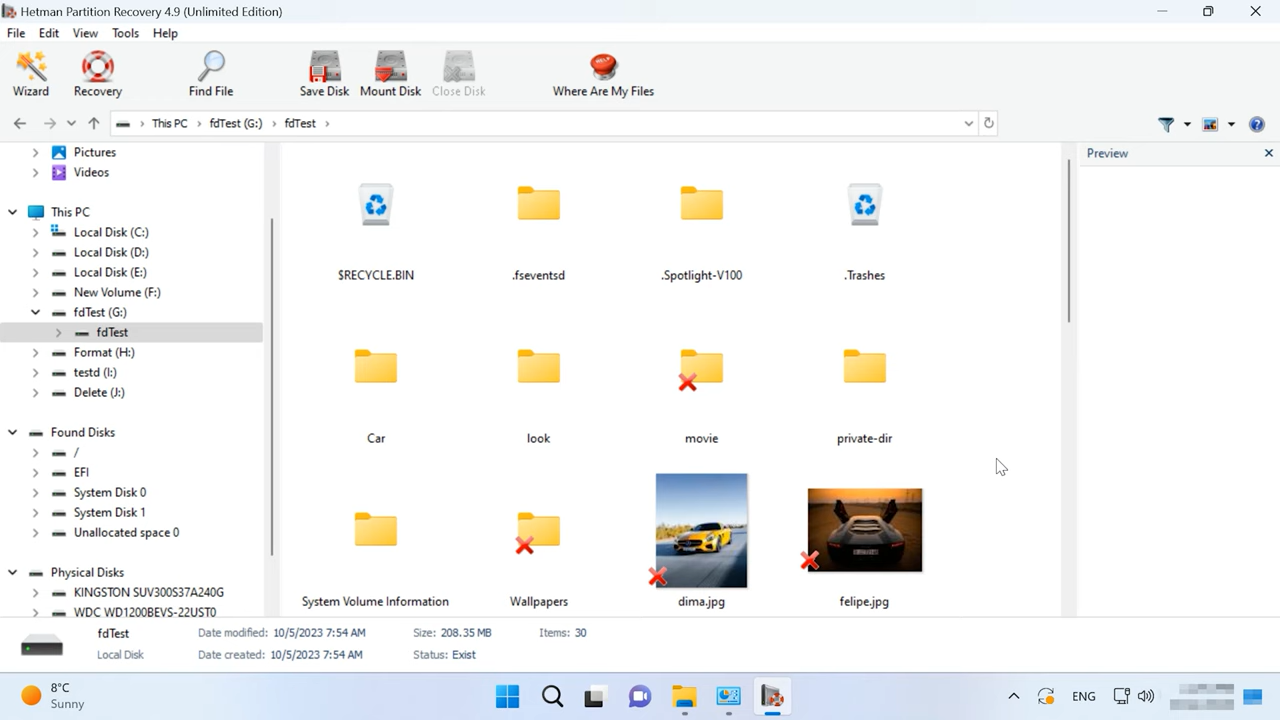 Hetman Partition Recovery 4.9 (Unlimited Edition)
File Edit View Tools Help
Wizard Recovery Find File Save Disk Mount Disk Close Disk Where Are My Files
This PC > fdTest (G:) > fdTest >
Preview
Pictures
Videos
This PC
Local Disk (C:)
Local Disk (D:)
Local Disk (E:)
New Volume (F:)
fdTest (G:)
fdTest
Format (H:)
testd (I:)
Delete (J:)
Found Disks
/
EFI
System Disk 0
System Disk 1
Unallocated space 0
Physical Disks
KINGSTON SUV300S37A240G
WDC WD1200BEVS-22UST0
$RECYCLE.BIN .fseventsd .Spotlight-V100 .Trashes
Car look movie private-dir
System Volume Information Wallpapers dima.jpg felipe.jpg
fdTest Date modified: 10/5/2023 7:54 AM Size: 208.35 MB Items: 30
Local Disk Date created: 10/5/2023 7:54 AM Status: Exist
8°C
Sunny
ENG